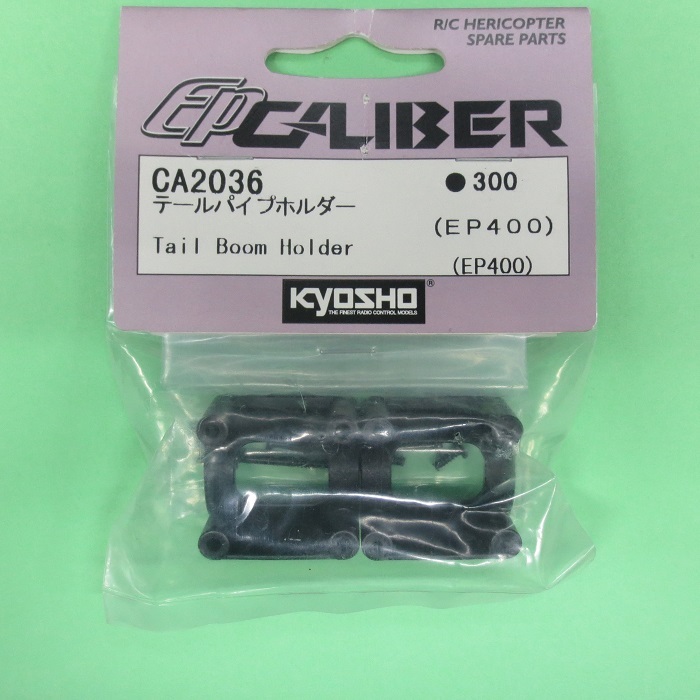 R/C HERICOPTER
SPARE PARTS
EP CALIBER
CA2036 ●300
テールパイプホルダー
(EP400)
Tail Boom Holder
(EP400)
KYOSHO®
THE FINEST RADIO CONTROL MODELS